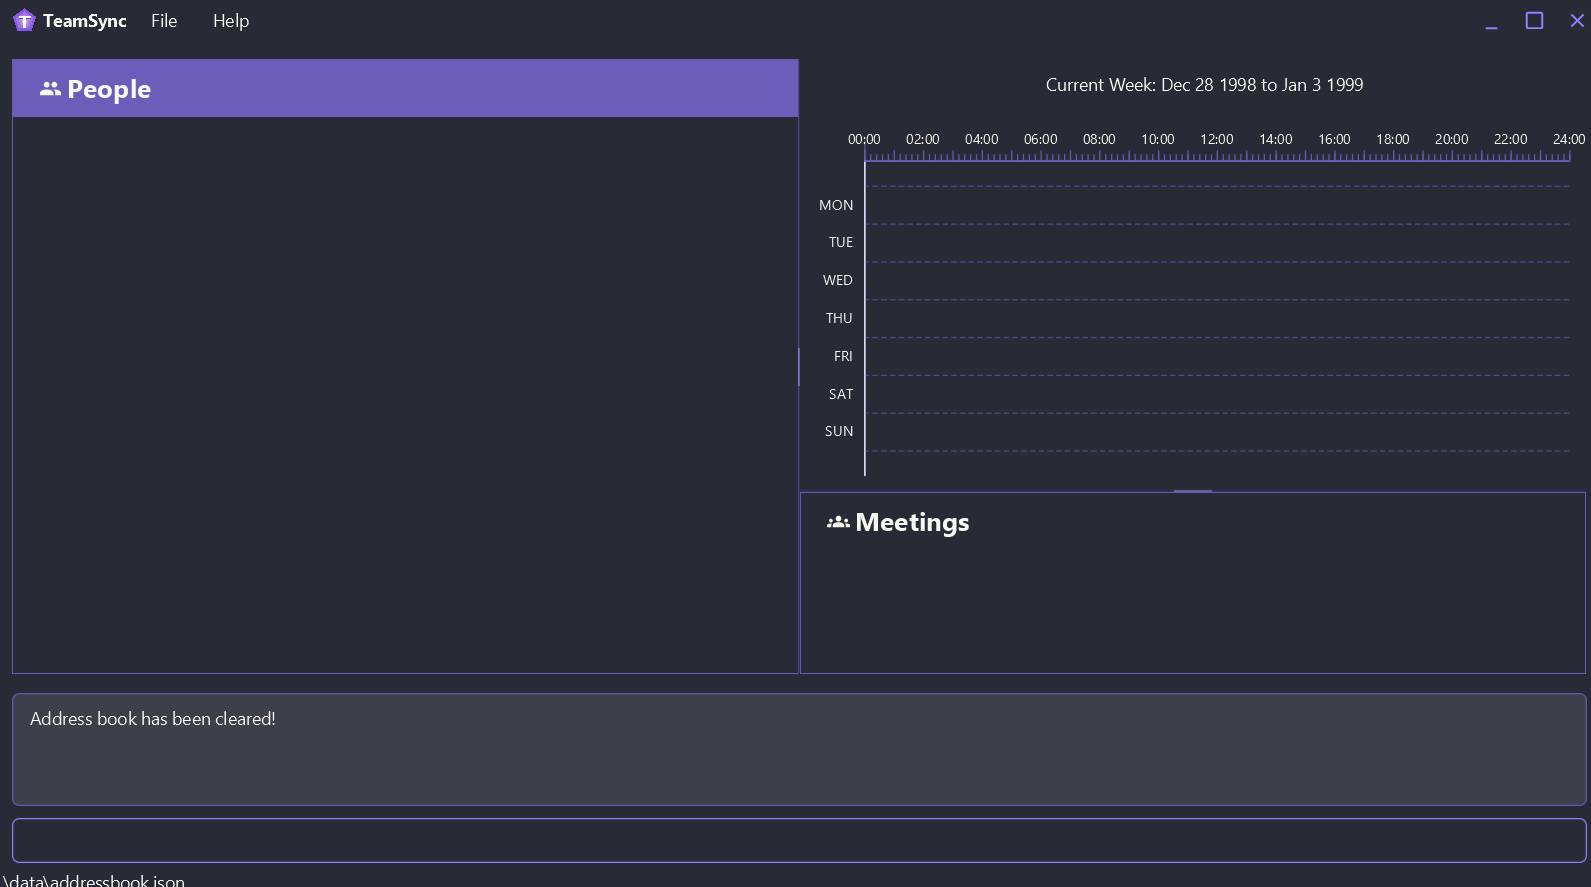 TeamSync File Help
People
Current Week: Dec 28 1998 to Jan 3 1999
00:00 02:00 04:00 06:00 08:00 10:00 12:00 14:00 16:00 18:00 20:00 22:00 24:00
MON
TUE
WED
THU
FRI
SAT
SUN
Meetings
Address book has been cleared!
\data\addressbook.json